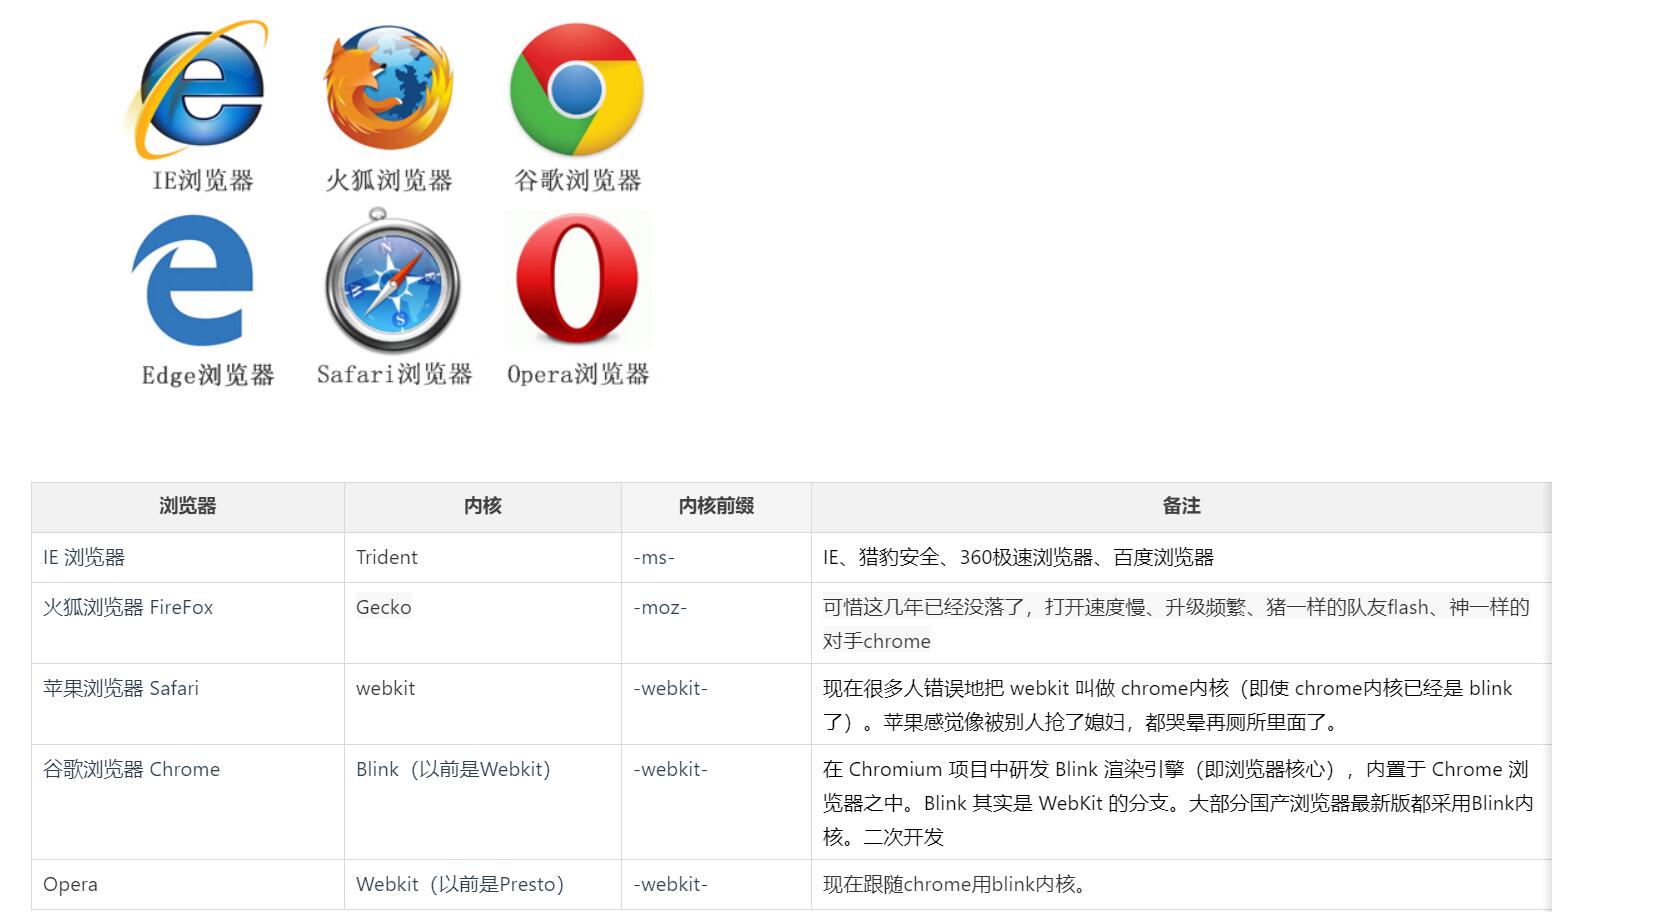 IE浏览器 火狐浏览器 谷歌浏览器
N
W E
S
Edge浏览器 Safari浏览器 Opera浏览器
浏览器 内核 内核前缀 备注
IE 浏览器 Trident -ms- IE、猎豹安全、360极速浏览器、百度浏览器
火狐浏览器 FireFox Gecko -moz- 可惜这几年已经没落了，打开速度慢、升级频繁、猪一样的队友flash、神一样的
对手chrome
苹果浏览器 Safari webkit -webkit- 现在很多人错误地把 webkit 叫做 chrome内核（即使 chrome内核已经是 blink
了）。苹果感觉像被别人抢了媳妇，都哭晕再厕所里面了。
谷歌浏览器 Chrome Blink（以前是Webkit） -webkit- 在 Chromium 项目中研发 Blink 渲染引擎（即浏览器核心），内置于 Chrome 浏
览器之中。Blink 其实是 WebKit 的分支。大部分国产浏览器最新版都采用Blink内
核。二次开发
Opera Webkit（以前是Presto） -webkit- 现在跟随chrome用blink内核。